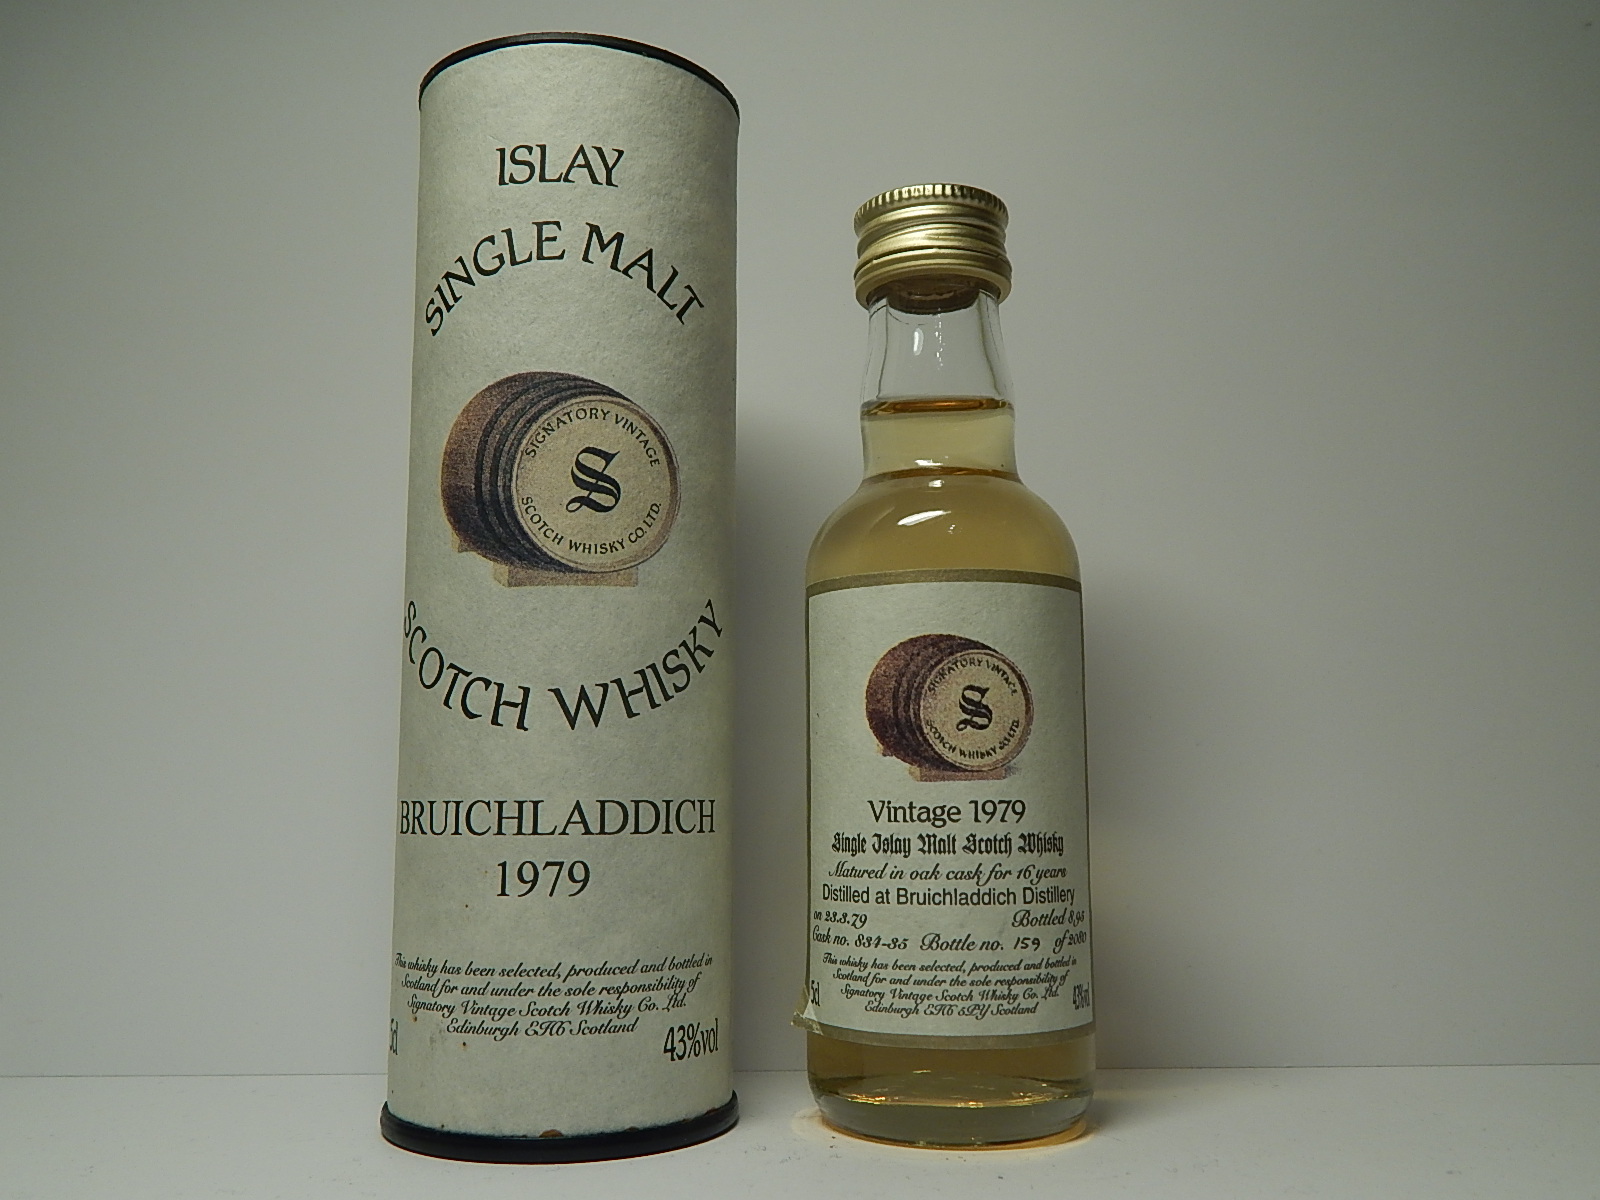 ISLAY
SINGLE MALT
SIGNATORY VINTAGE
S
SCOTCH WHISKY CO. LTD.
SCOTCH WHISKY
BRUICHLADDICH
1979
This whisky has been selected, produced and bottled in
Scotland for and under the sole responsibility of
Signatory Vintage Scotch Whisky Co. Ltd.
Edinburgh EH6 Scotland
5cl
43%vol
SIGNATORY VINTAGE
S
SCOTCH WHISKY CO. LTD.
Vintage 1979
Single Islay Malt Scotch Whisky
Matured in oak cask for 16 years
Distilled at Bruichladdich Distillery
on 23.3.79 Bottled
Cask no. 834-35 Bottle no. 159 of 2080
This whisky has been selected, produced and bottled in
Scotland for and under the sole responsibility of
Signatory Vintage Scotch Whisky Co. Ltd.
Edinburgh EH6 5PY Scotland
5cl
43%vol